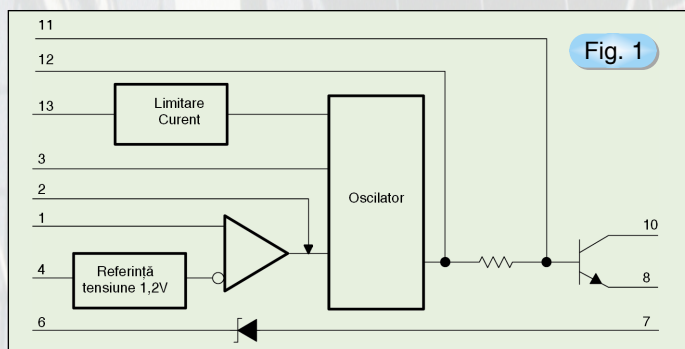 11
Fig. 1
12
13
Limitare
Curent
3
Oscilator
2
1
10
4
Referință
tensiune 1,2V
8
6
7